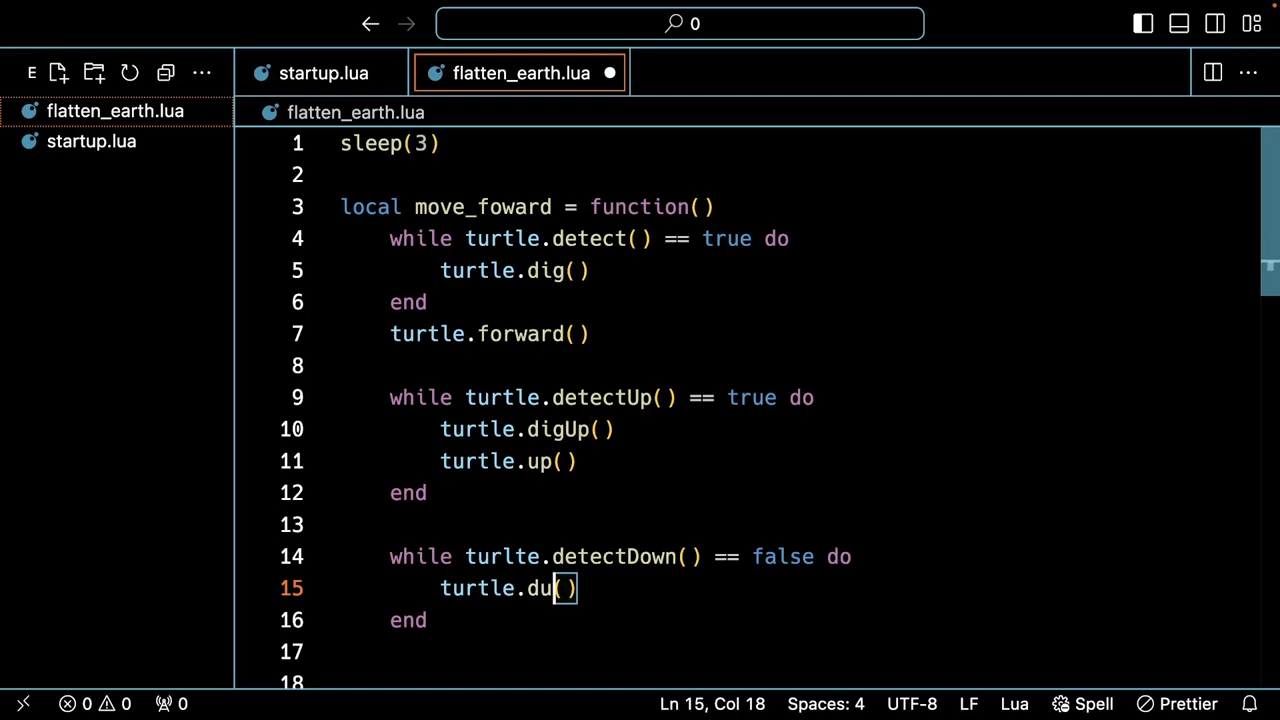 0
E
startup.lua
flatten_earth.lua
flatten_earth.lua
startup.lua
flatten_earth.lua
1 sleep(3)
2
3 local move_foward = function()
4 while turtle.detect() == true do
5 turtle.dig()
6 end
7 turtle.forward()
8
9 while turtle.detectUp() == true do
10 turtle.digUp()
11 turtle.up()
12 end
13
14 while turlte.detectDown() == false do
15 turtle.du()
16 end
17
18
0 0 0 Ln 15, Col 18 Spaces: 4 UTF-8 LF Lua Spell Prettier